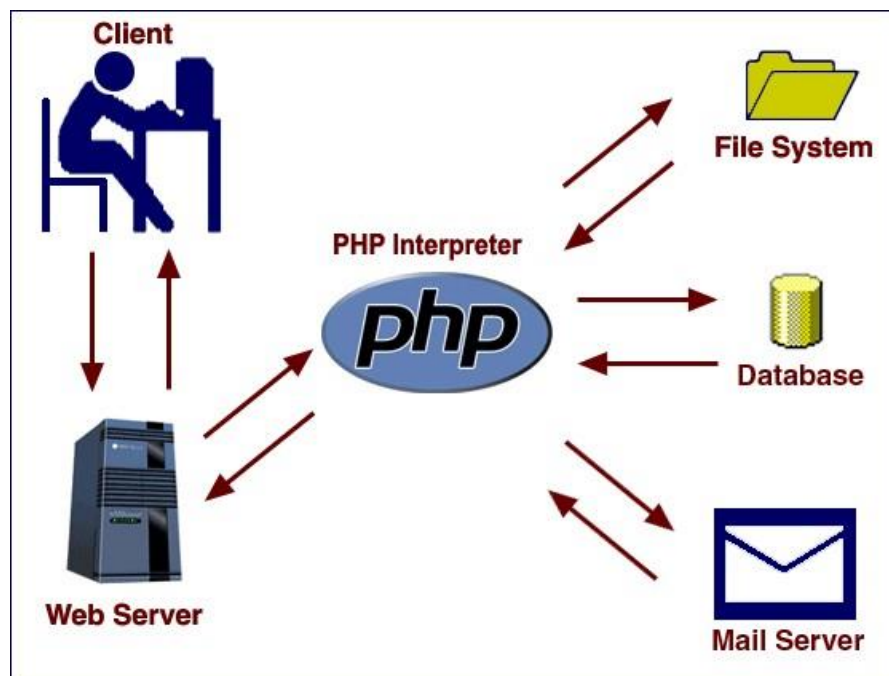 Client
File System
PHP Interpreter
php
Database
Web Server
Mail Server